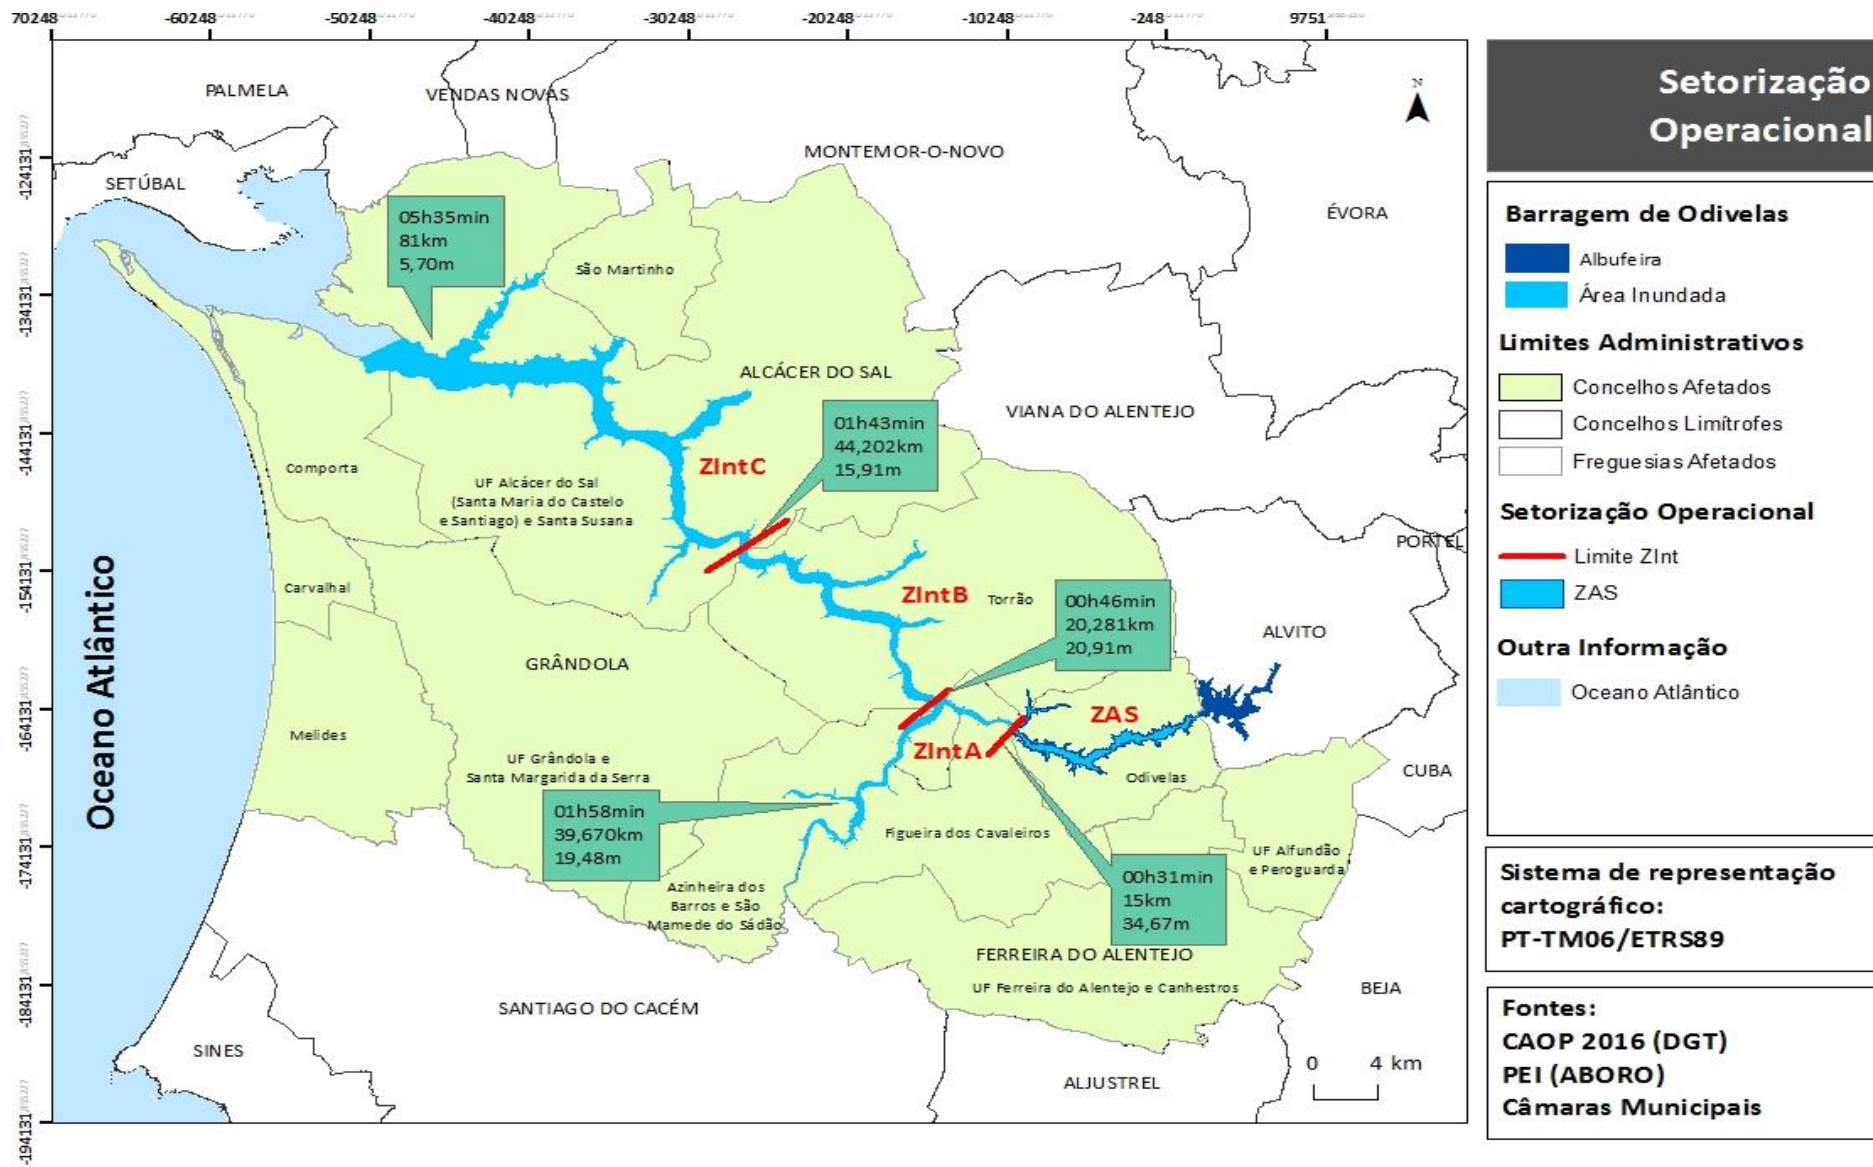 70248 -60248 -50248 -40248 -30248 -20248 -10248 -248 9751
-124131
-134131
-144131
-154131
-164131
-174131
-184131
-194131
PALMELA
VENDAS NOVAS
MONTEMOR-O-NOVO
N
SETÚBAL
ÉVORA
05h35min
81km
5,70m
São Martinho
ALCÁCER DO SAL
VIANA DO ALENTEJO
01h43min
44,202km
15,91m
ZIntC
Comporta
UF Alcácer do Sal
(Santa Maria do Castelo
e Santiago) e Santa Susana
PORTEL
Carvalhal
ZIntB
Torrão
00h46min
20,281km
20,91m
ALVITO
Oceano Atlântico
GRÂNDOLA
Melides
ZAS
ZIntA
UF Grândola e
Santa Margarida da Serra
Odivelas
CUBA
01h58min
39,670km
19,48m
Figueira dos Cavaleiros
UF Alfundão
e Peroguarda
00h31min
15km
34,67m
Azinheira dos
Barros e São
Mamede do Sádão
FERREIRA DO ALENTEJO
UF Ferreira do Alentejo e Canhestros
BEJA
SANTIAGO DO CACÉM
SINES
ALJUSTREL
0 4 km
Setorização
Operacional
Barragem de Odivelas
Albufeira
Área Inundada
Limites Administrativos
Concelhos Afetados
Concelhos Limítrofes
Freguesias Afetados
Setorização Operacional
Limite ZInt
ZAS
Outra Informação
Oceano Atlântico
Sistema de representação
cartográfico:
PT-TM06/ETRS89
Fontes:
CAOP 2016 (DGT)
PEI (ABORO)
Câmaras Municipais